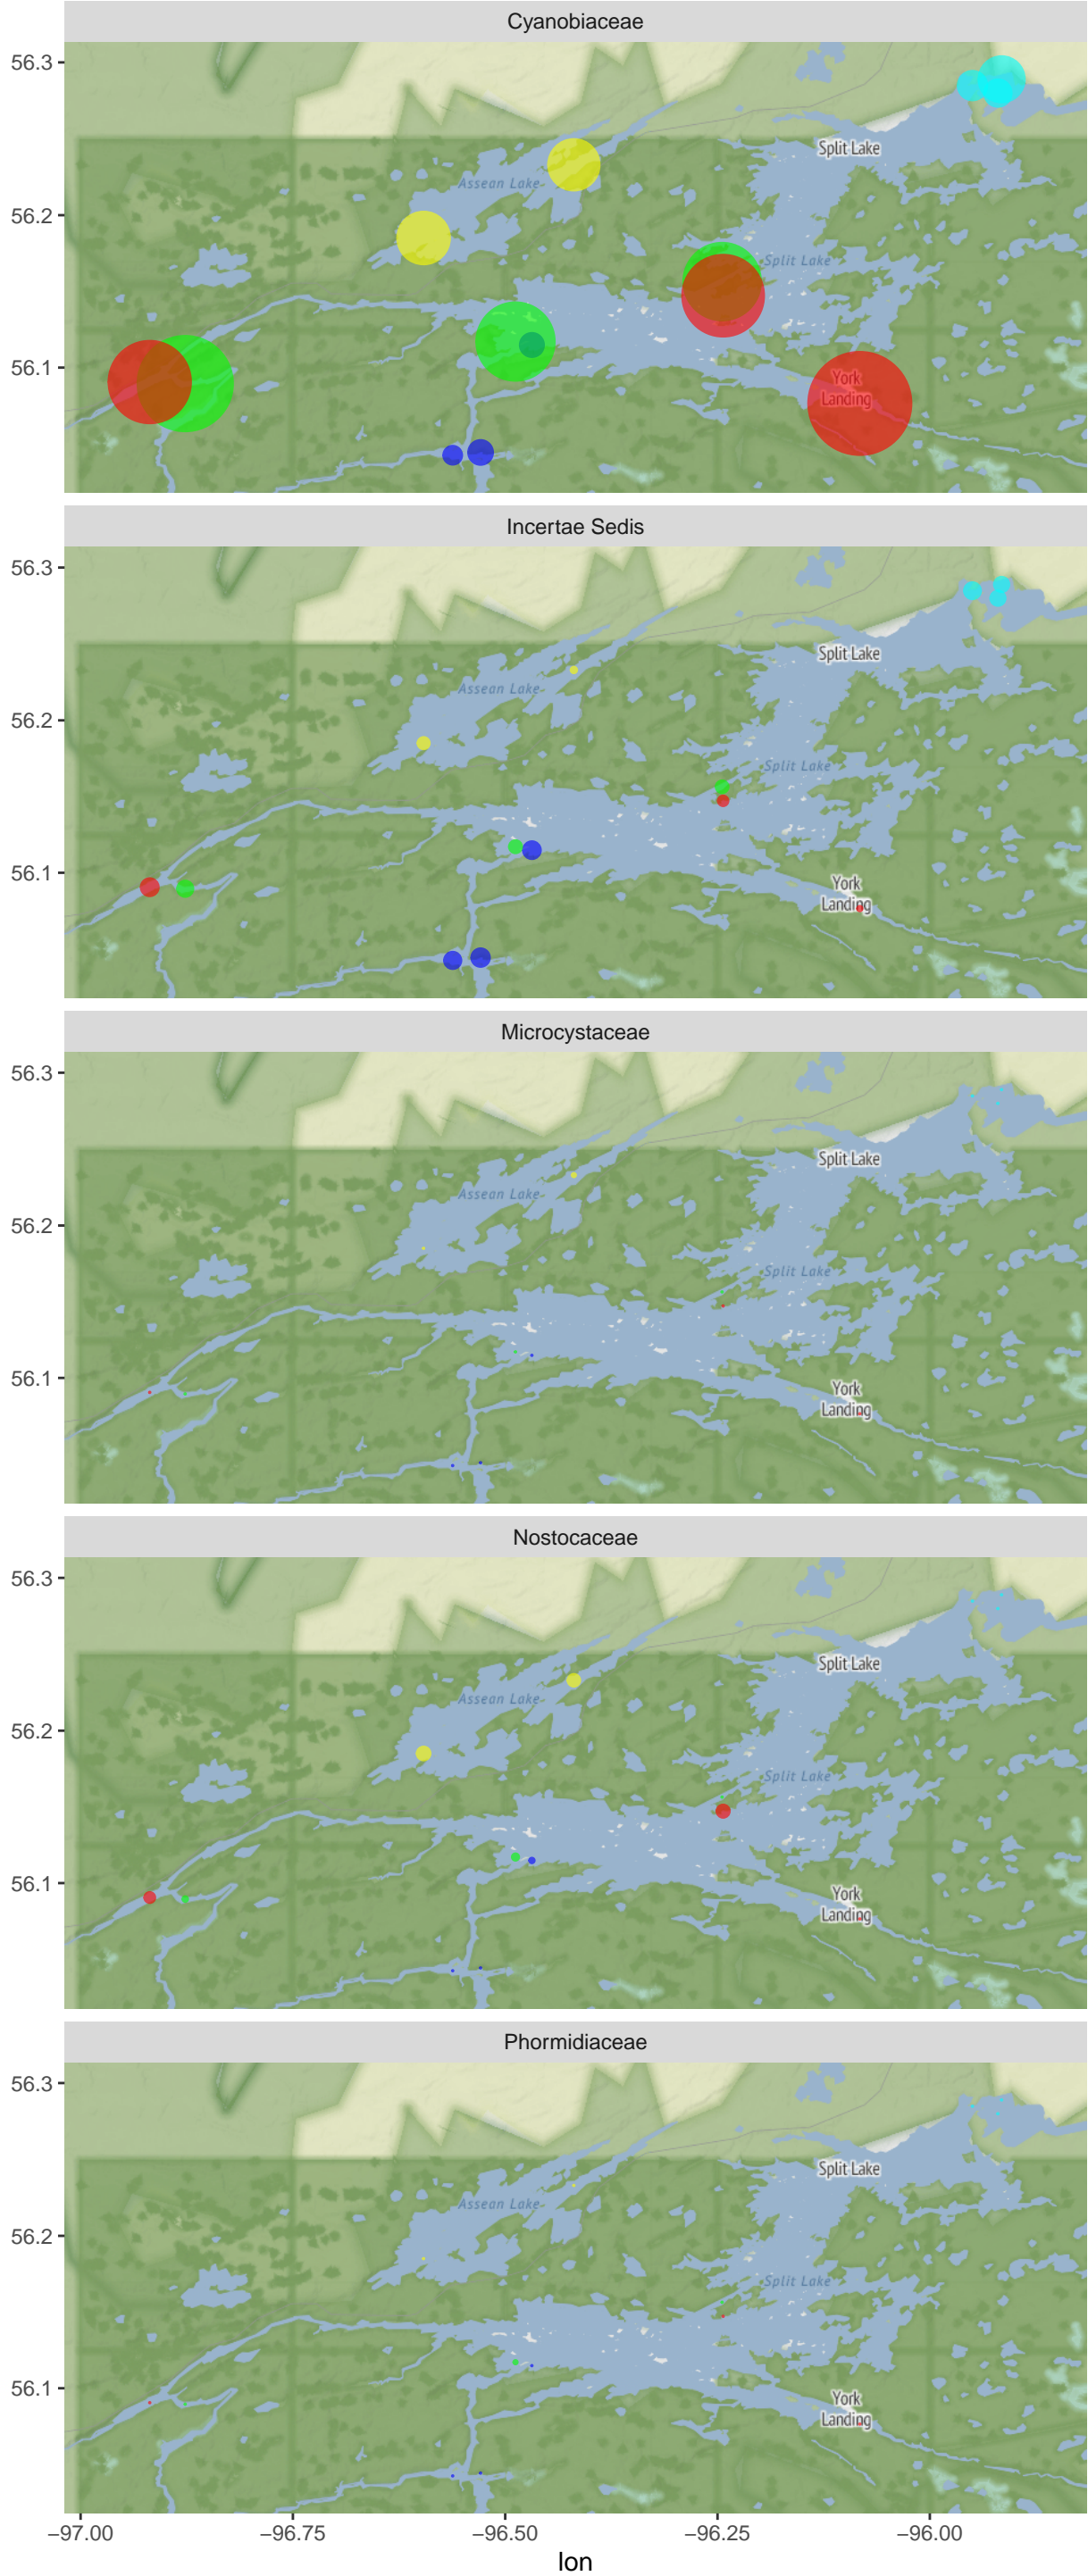 Cyanobiaceae
56.3
Split Lake
Assean Lake
56.2
Split Lake
56.1
York
Landing
Incertae Sedis
56.3
Split Lake
Assean Lake
56.2
Split Lake
56.1
York
Landing
Microcystaceae
56.3
Split Lake
Assean Lake
56.2
Split Lake
56.1
York
Landing
Nostocaceae
56.3
Split Lake
Assean Lake
56.2
Split Lake
56.1
York
Landing
Phormidiaceae
56.3
Split Lake
Assean Lake
56.2
Split Lake
56.1
York
Landing
−97.00 −96.75 −96.50 −96.25 −96.00
lon